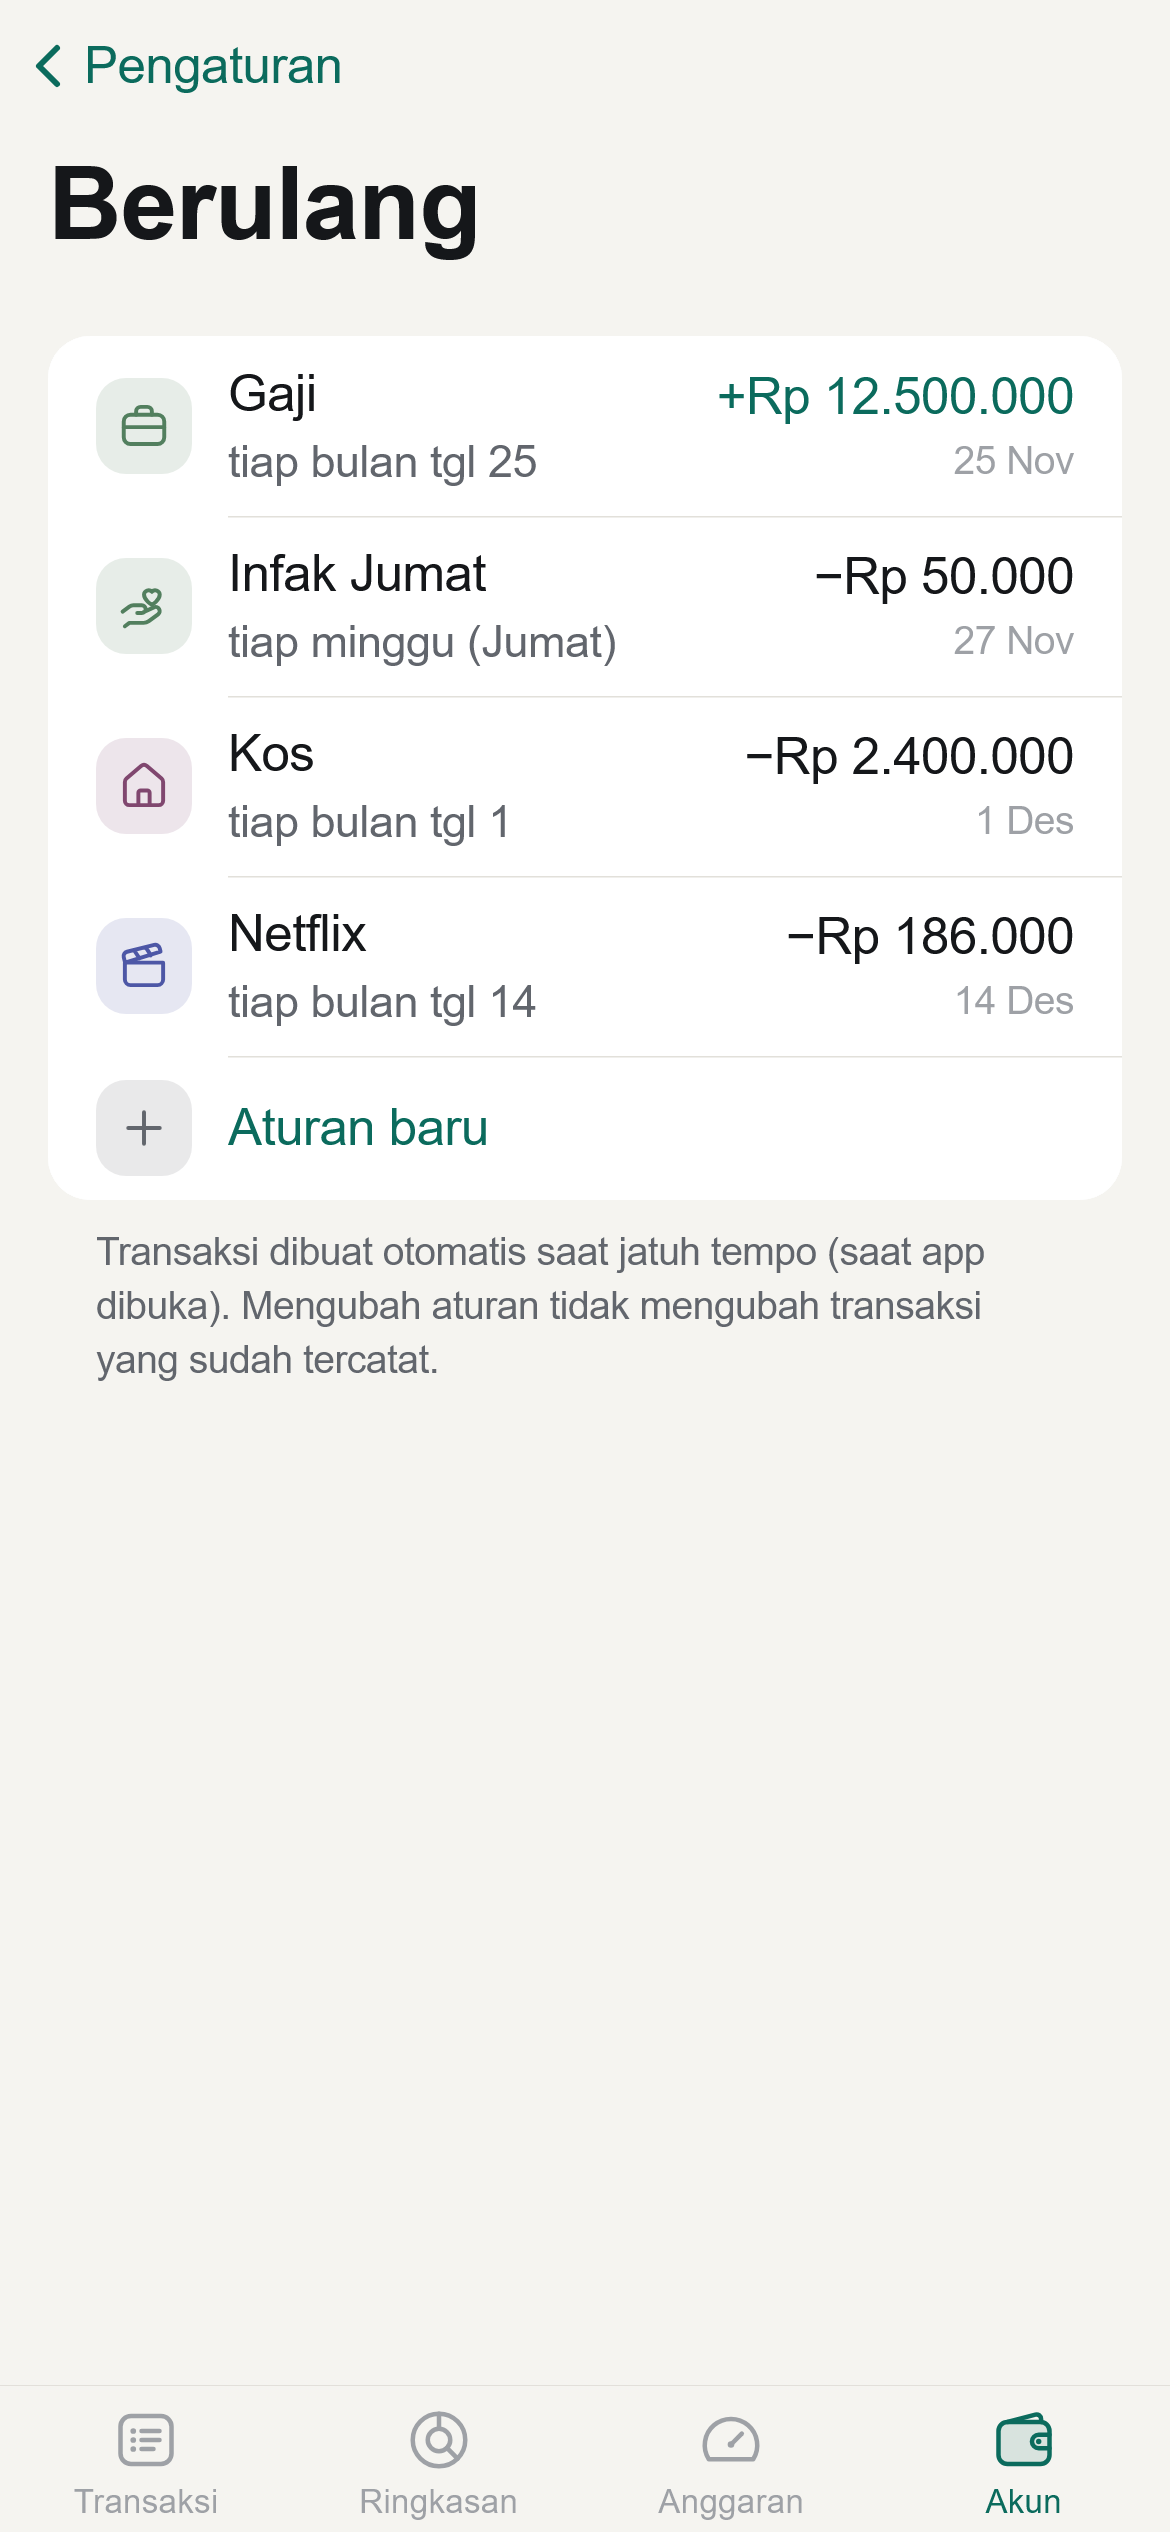 Pengaturan
Berulang
Gaji
+Rp 12.500.000
tiap bulan tgl 25
25 Nov
Infak Jumat
−Rp 50.000
tiap minggu (Jumat)
27 Nov
Kos
−Rp 2.400.000
tiap bulan tgl 1
1 Des
Netflix
−Rp 186.000
tiap bulan tgl 14
14 Des
Aturan baru
Transaksi dibuat otomatis saat jatuh tempo (saat app
dibuka). Mengubah aturan tidak mengubah transaksi
yang sudah tercatat.
Transaksi
Ringkasan
Anggaran
Akun